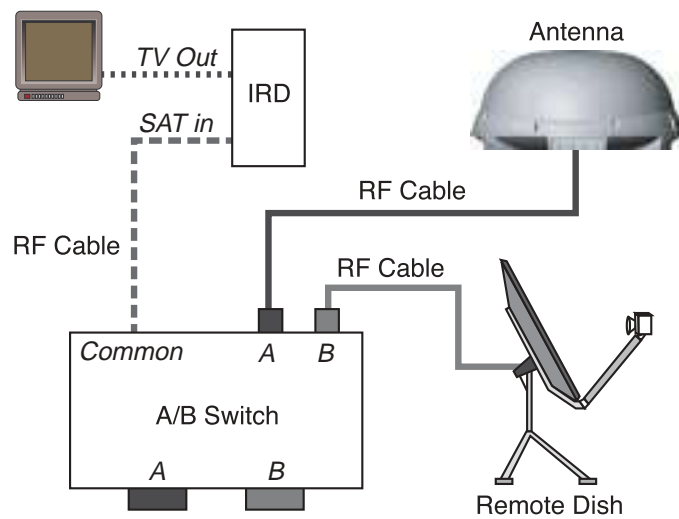 Antenna
TV Out
IRD
SAT in
RF Cable
RF Cable
RF Cable
Common
A
B
A/B Switch
A
B
Remote Dish